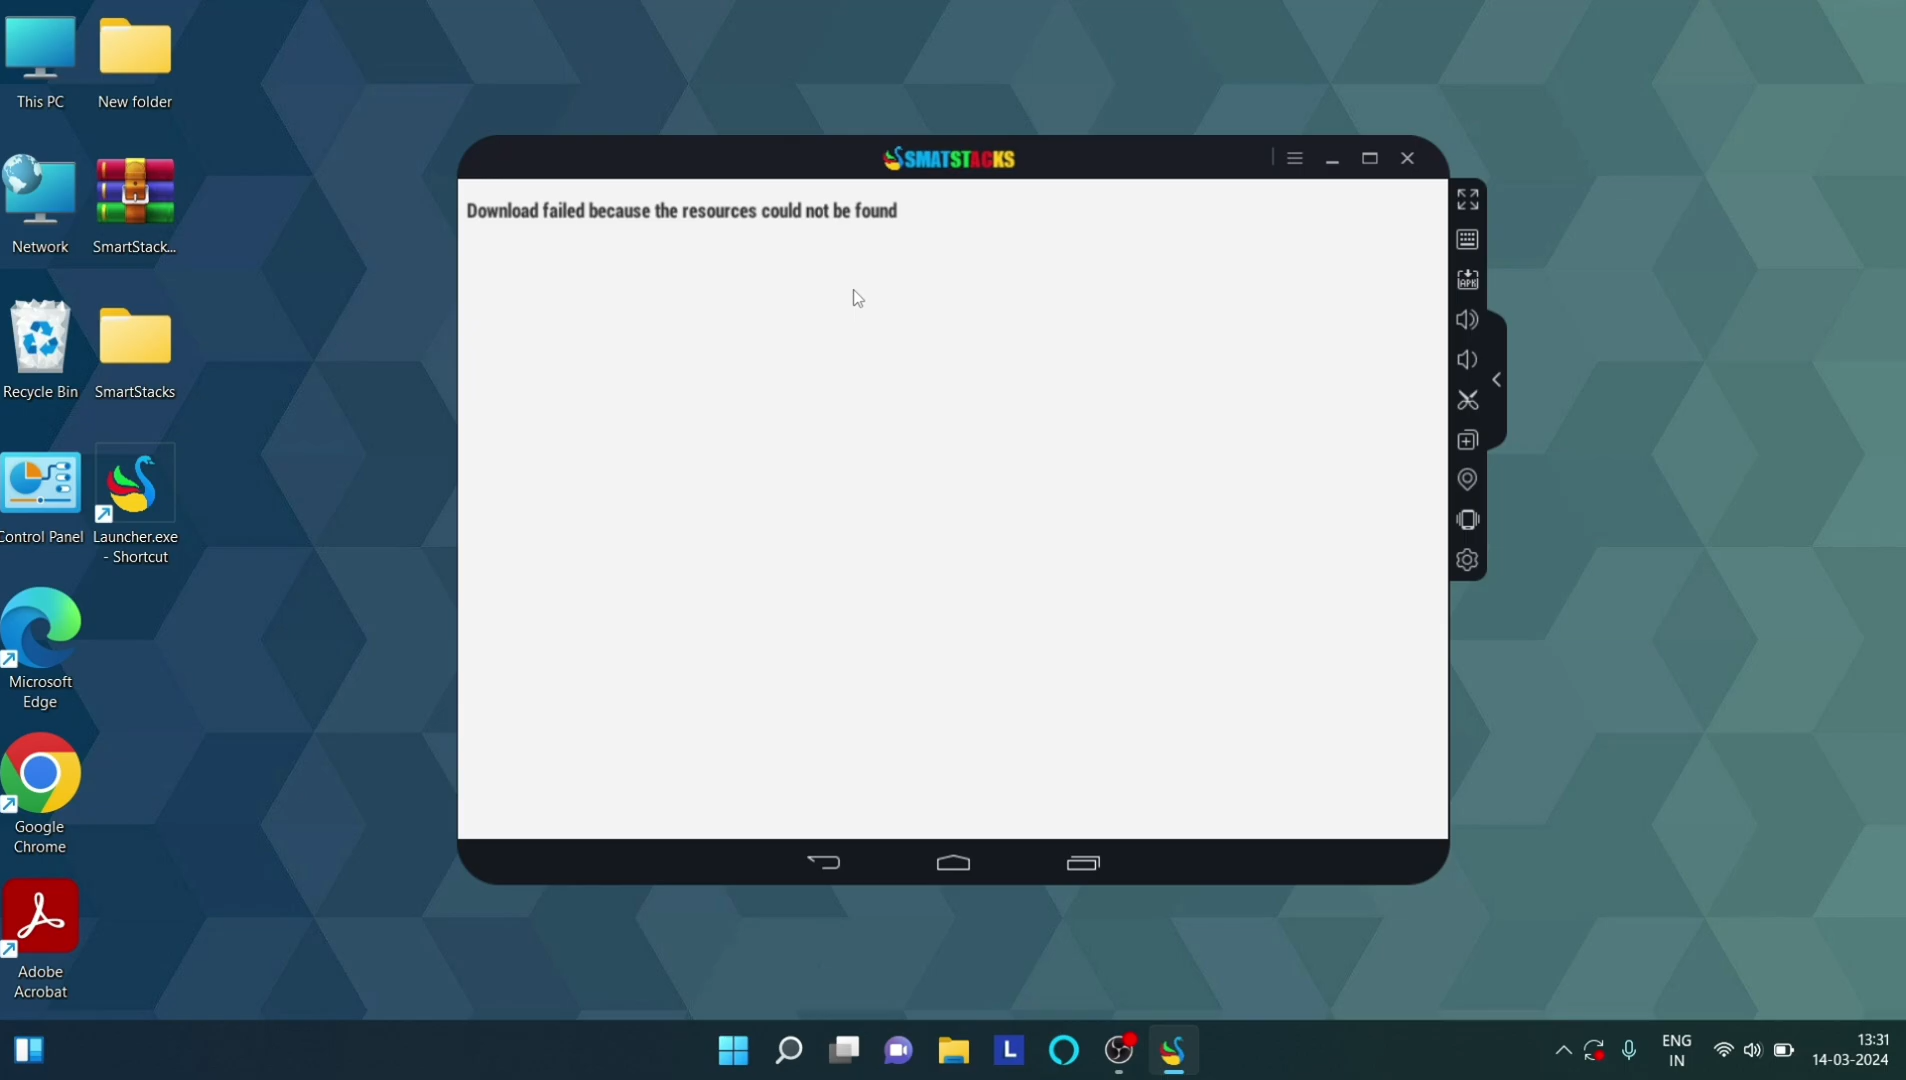 This PC
New folder
Network
SmartStack...
Recycle Bin
SmartStacks
Control Panel
Launcher.exe
- Shortcut
Microsoft
Edge
Google
Chrome
Adobe
Acrobat
SMATSTACKS
Download failed because the resources could not be found
APK
L
ENG
IN
13:31
14-03-2024